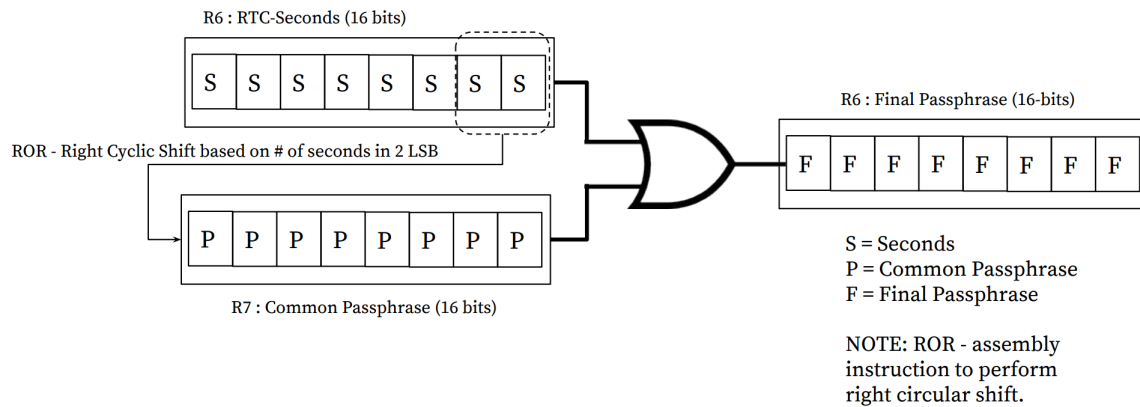 R6 : RTC-Seconds (16 bits)
S S S S S S S S
R6: Final Passphrase (16-bits)
ROR - Right Cyclic Shift based on # of seconds in 2 LSB
F F F F F F F F
P P P P P P P P
R7 : Common Passphrase (16 bits)
S = Seconds
P = Common Passphrase
F = Final Passphrase
NOTE: ROR - assembly
instruction to perform
right circular shift.